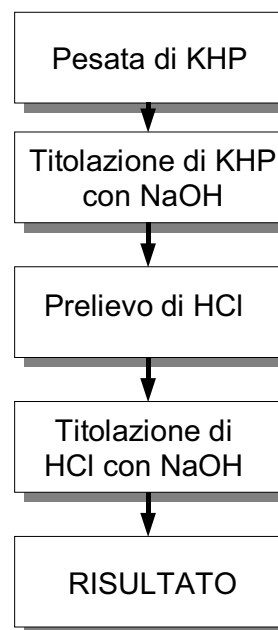 Pesata di KHP
Titolazione di KHP
con NaOH
Prelievo di HCl
Titolazione di
HCl con NaOH
RISULTATO